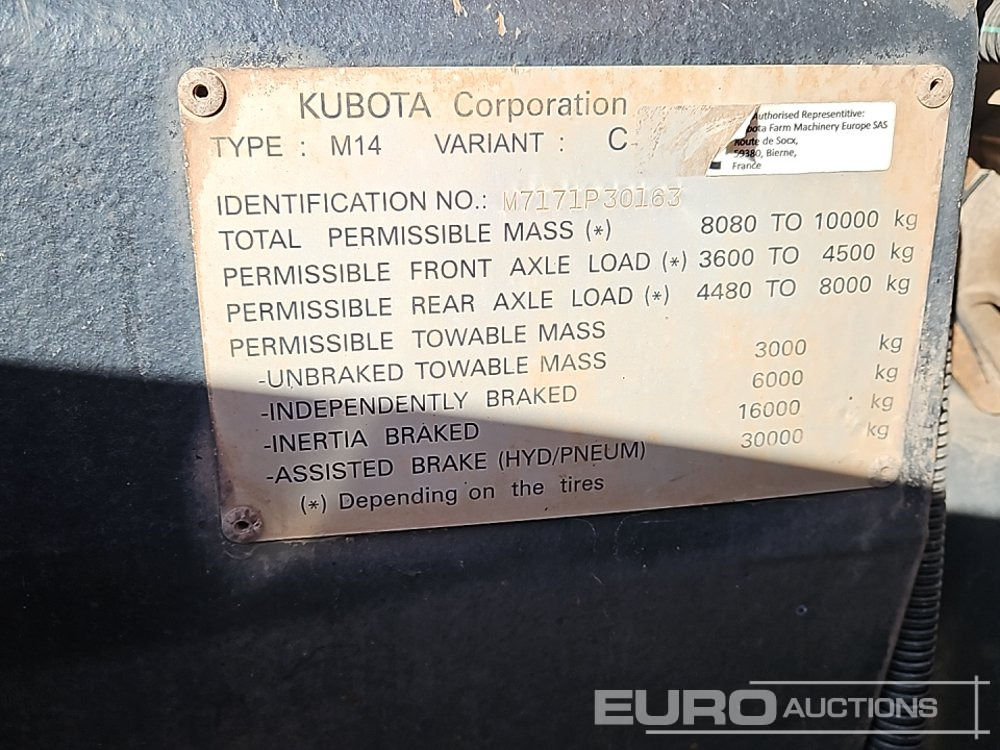 KUBOTA Corporation
TYPE : M14 VARIANT : C
Authorised Representitive:
Farm Machinery Europe SAS
Route de Socx,
59380, Bierne,
France
IDENTIFICATION NO.: M7171P30163
TOTAL PERMISSIBLE MASS (*) 8080 TO 10000 kg
PERMISSIBLE FRONT AXLE LOAD (*) 3600 TO 4500 kg
PERMISSIBLE REAR AXLE LOAD (*) 4480 TO 8000 kg
PERMISSIBLE TOWABLE MASS
-UNBRAKED TOWABLE MASS 3000 kg
-INDEPENDENTLY BRAKED 6000 kg
-INERTIA BRAKED 16000 kg
-ASSISTED BRAKE (HYD/PNEUM) 30000 kg
(*) Depending on the tires
EURO AUCTIONS